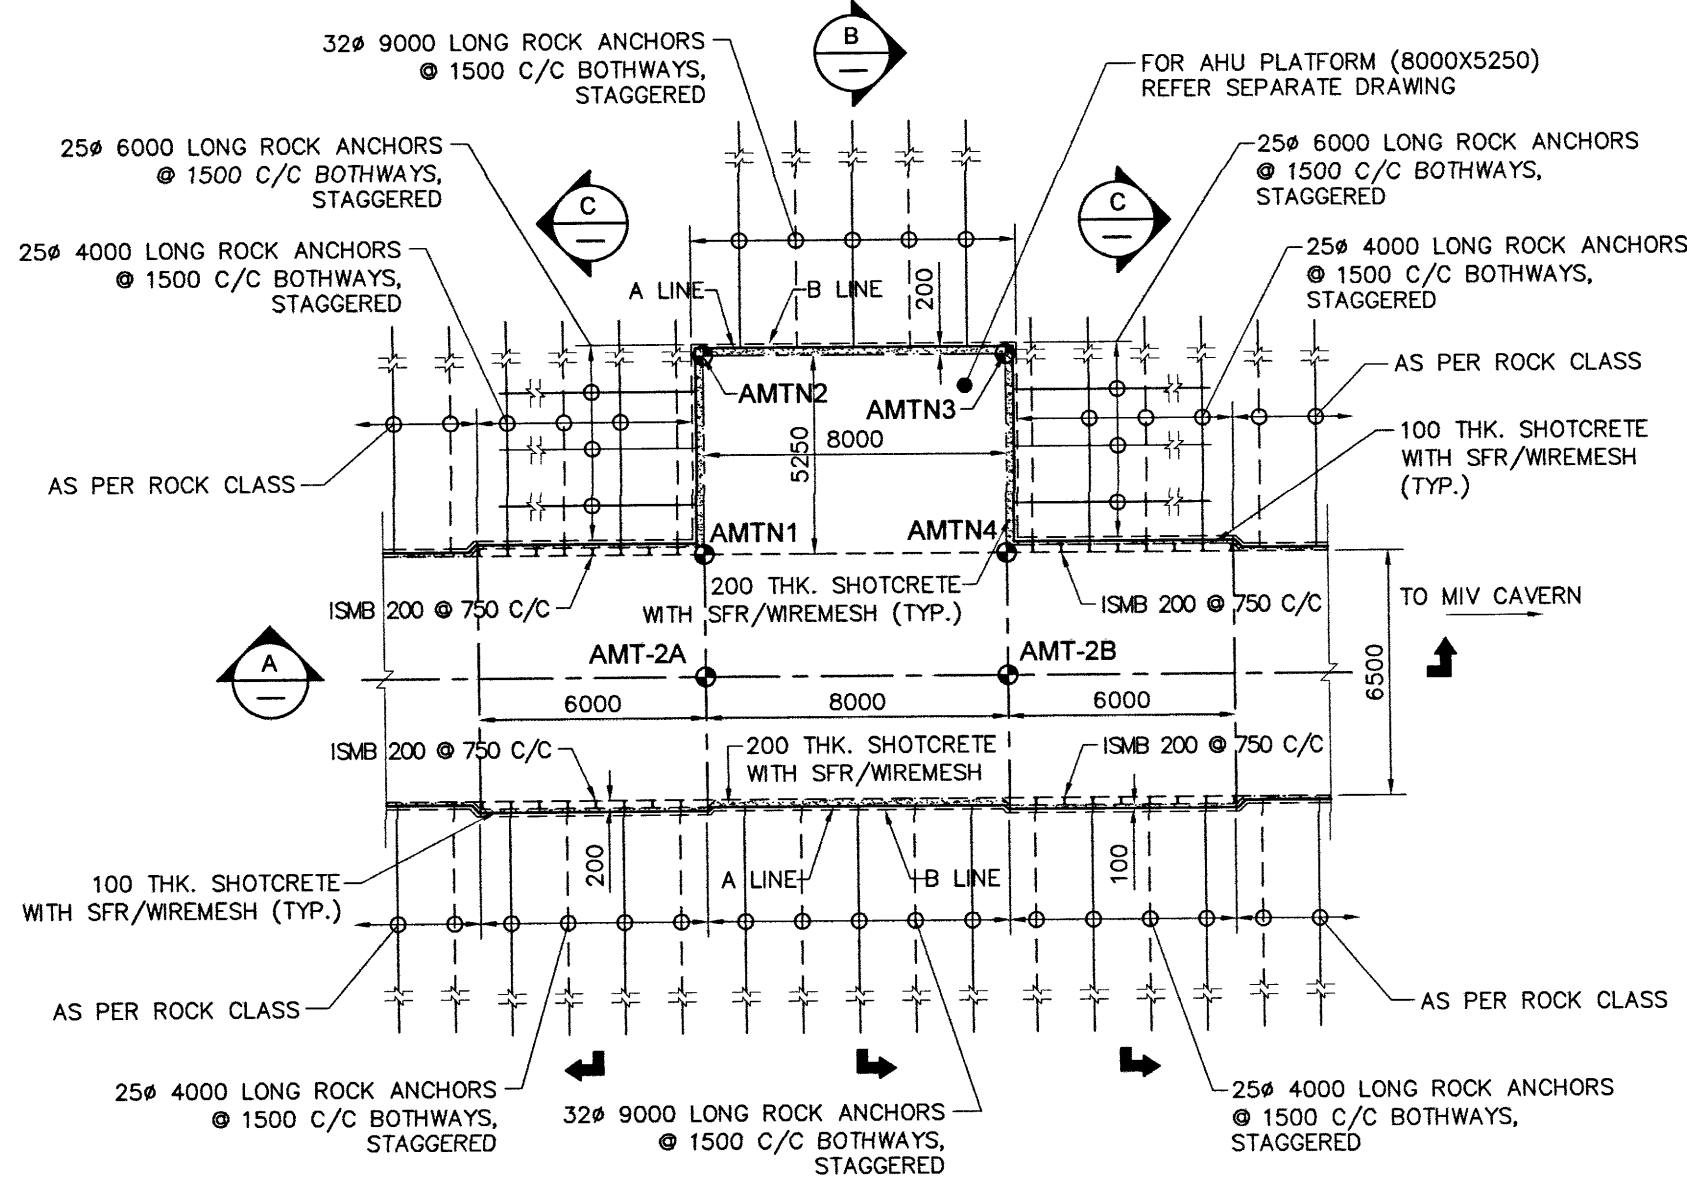 32ø 9000 LONG ROCK ANCHORS
@ 1500 C/C BOTHWAYS,
STAGGERED
B
FOR AHU PLATFORM (8000X5250)
REFER SEPARATE DRAWING
25ø 6000 LONG ROCK ANCHORS
@ 1500 C/C BOTHWAYS,
STAGGERED
25ø 6000 LONG ROCK ANCHORS
@ 1500 C/C BOTHWAYS,
STAGGERED
C
C
25ø 4000 LONG ROCK ANCHORS
@ 1500 C/C BOTHWAYS,
STAGGERED
25ø 4000 LONG ROCK ANCHORS
@ 1500 C/C BOTHWAYS,
STAGGERED
A LINE
B LINE
200
AS PER ROCK CLASS
AMTN2
AMTN3
8000
5250
100 THK. SHOTCRETE
WITH SFR/WIREMESH
(TYP.)
AS PER ROCK CLASS
AMTN1
AMTN4
200 THK. SHOTCRETE
WITH SFR/WIREMESH (TYP.)
ISMB 200 @ 750 C/C
ISMB 200 @ 750 C/C
TO MIV CAVERN
A
AMT-2A
AMT-2B
6500
6000
8000
6000
ISMB 200 @ 750 C/C
200 THK. SHOTCRETE
WITH SFR/WIREMESH
ISMB 200 @ 750 C/C
200
100
A LINE
B LINE
100 THK. SHOTCRETE
WITH SFR/WIREMESH (TYP.)
AS PER ROCK CLASS
AS PER ROCK CLASS
25ø 4000 LONG ROCK ANCHORS
@ 1500 C/C BOTHWAYS,
STAGGERED
32ø 9000 LONG ROCK ANCHORS
@ 1500 C/C BOTHWAYS,
STAGGERED
25ø 4000 LONG ROCK ANCHORS
@ 1500 C/C BOTHWAYS,
STAGGERED